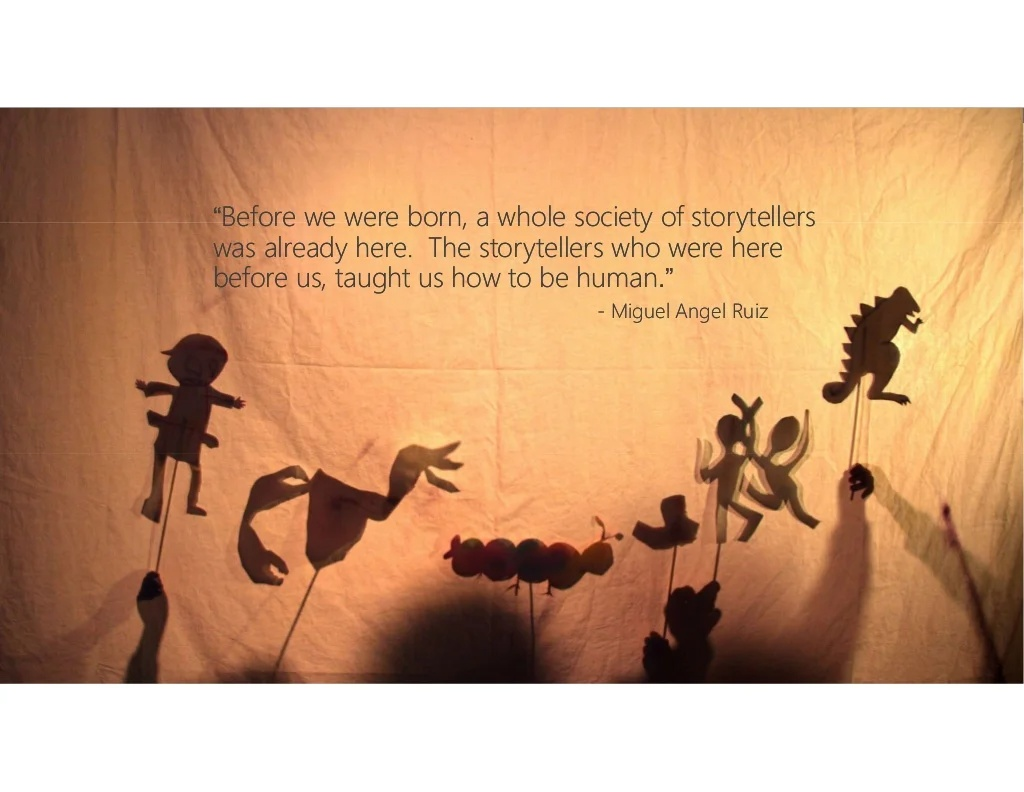 “Before we were born, a whole society of storytellers
was already here.  The storytellers who were here
before us, taught us how to be human.”
- Miguel Angel Ruiz